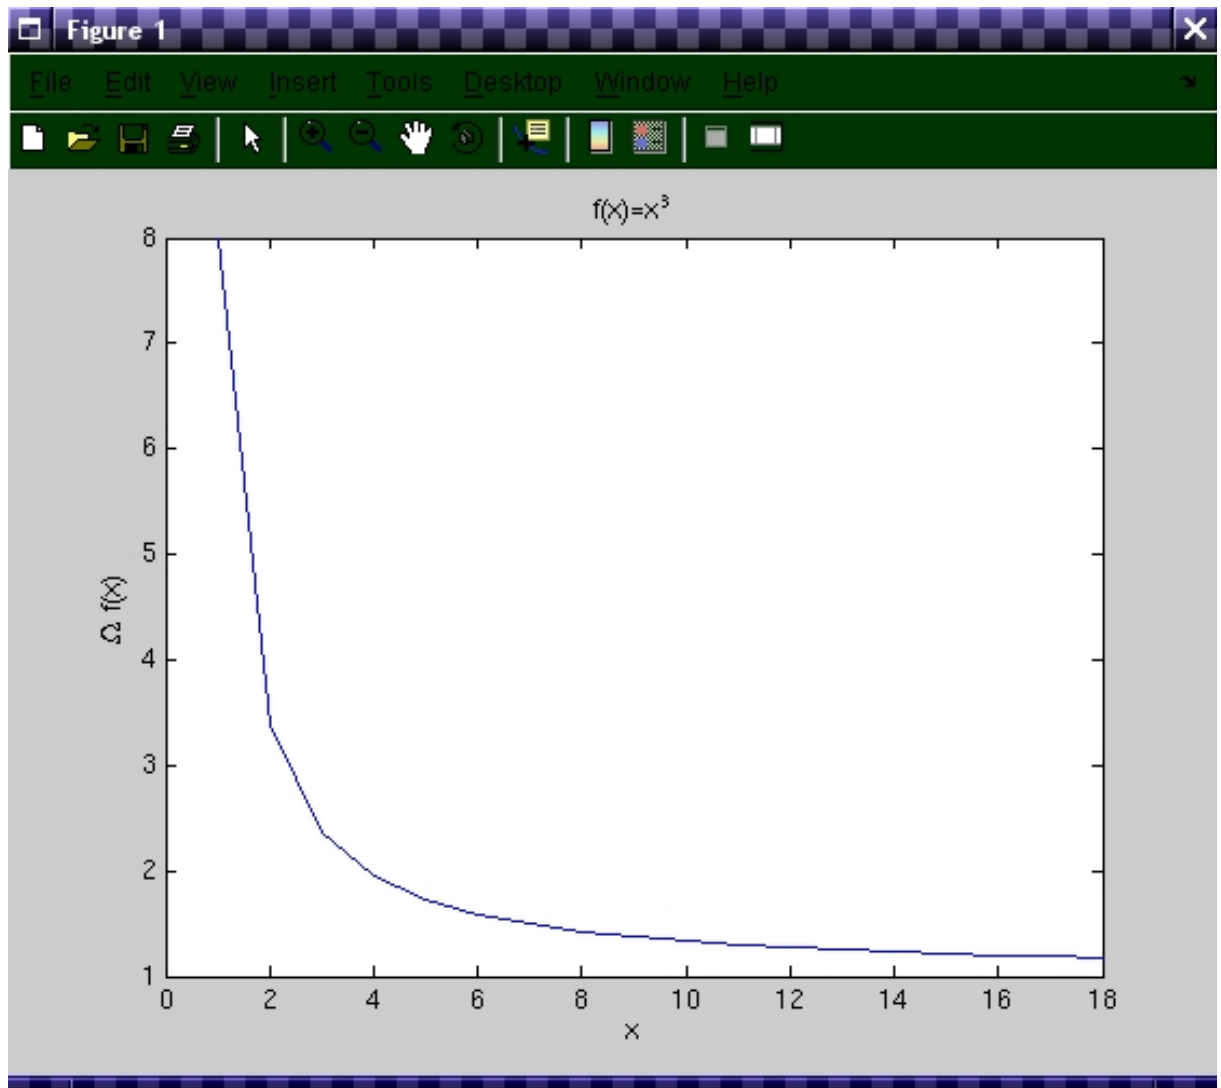 Figure 1
File Edit View Insert Tools Desktop Window Help
f(x)=x³
8
7
6
5
4
3
2
1
Ω f(x)
0 2 4 6 8 10 12 14 16 18
x